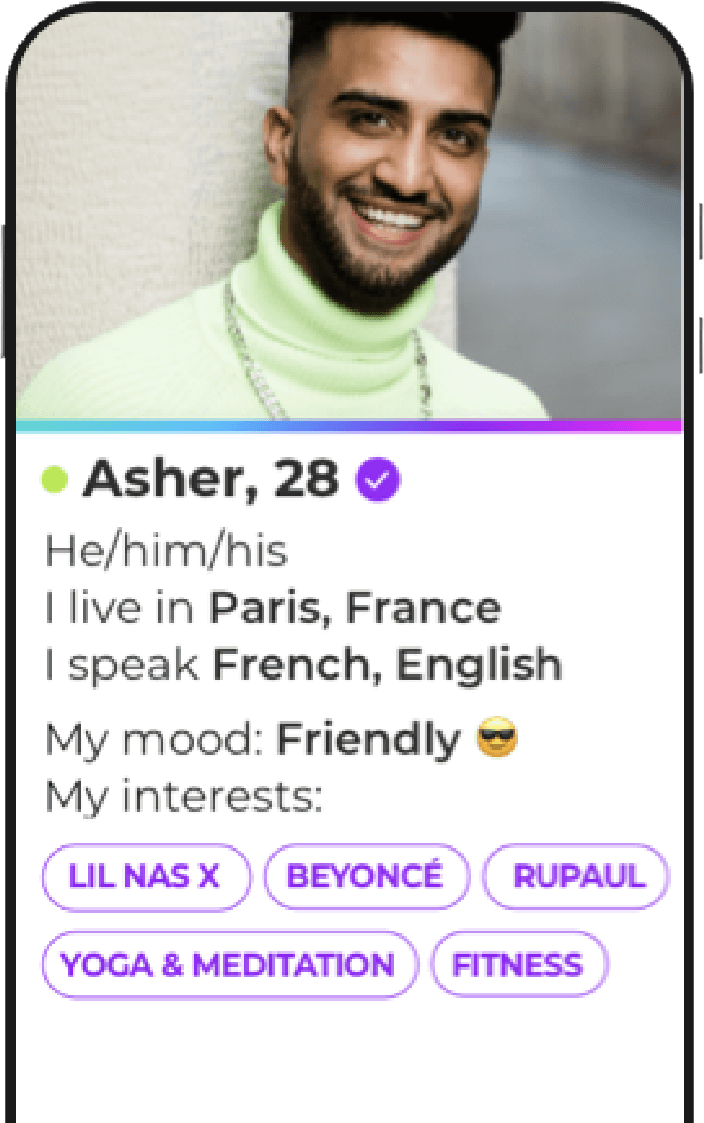 Asher, 28
He/him/his
I live in Paris, France
I speak French, English
My mood: Friendly 😎
My interests:
LIL NAS X BEYONCÉ RUPAUL
YOGA & MEDITATION FITNESS